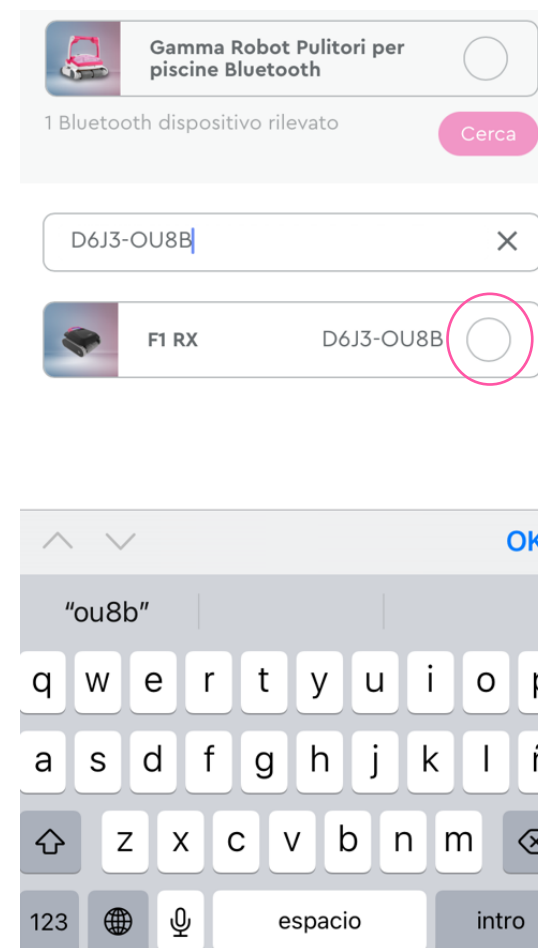 Gamma Robot Pulitori per
piscine Bluetooth
1 Bluetooth dispositivo rilevato
Cerca
D6J3-OU8B
F1 RX D6J3-OU8B
OK
“ou8b”
q w e r t y u i o p
a s d f g h j k l ñ
z x c v b n m
123 espacio intro